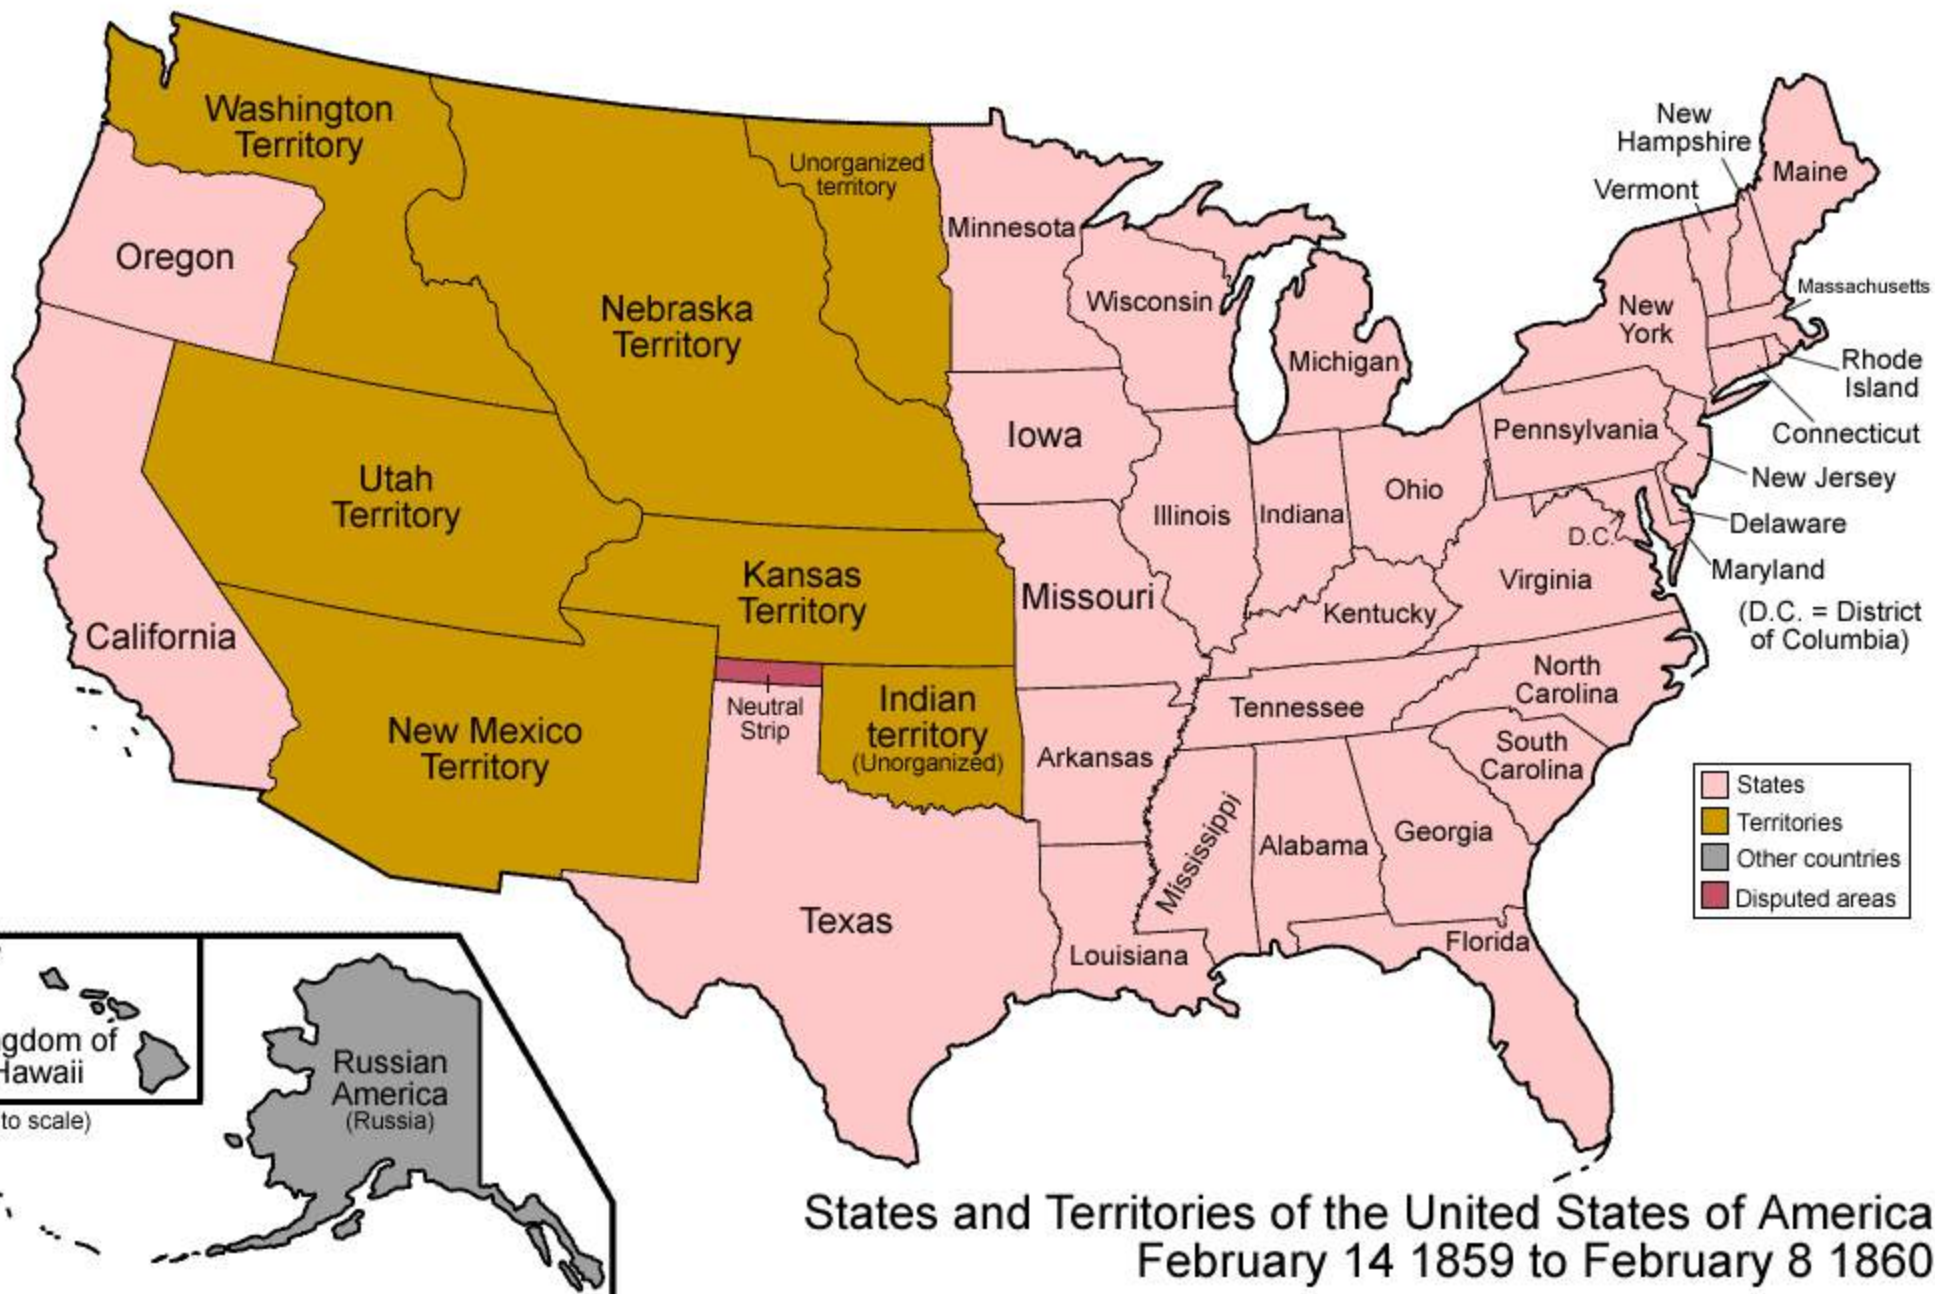 Washington
Territory
Oregon
Unorganized
territory
Nebraska
Territory
Utah
Territory
Kansas
Territory
California
New Mexico
Territory
Neutral
Strip
Indian
territory
(Unorganized)
Texas
Minnesota
Wisconsin
Michigan
Iowa
Illinois
Indiana
Ohio
Missouri
Kentucky
Tennessee
Arkansas
Mississippi
Alabama
Georgia
Louisiana
Florida
North
Carolina
South
Carolina
Virginia
D.C.
Pennsylvania
New
York
New
Hampshire
Vermont
Maine
Massachusetts
Rhode
Island
Connecticut
New Jersey
Delaware
Maryland
(D.C. = District
of Columbia)
States
Territories
Other countries
Disputed areas
gdom of
Hawaii
to scale)
Russian
America
(Russia)
States and Territories of the United States of America
February 14 1859 to February 8 1860